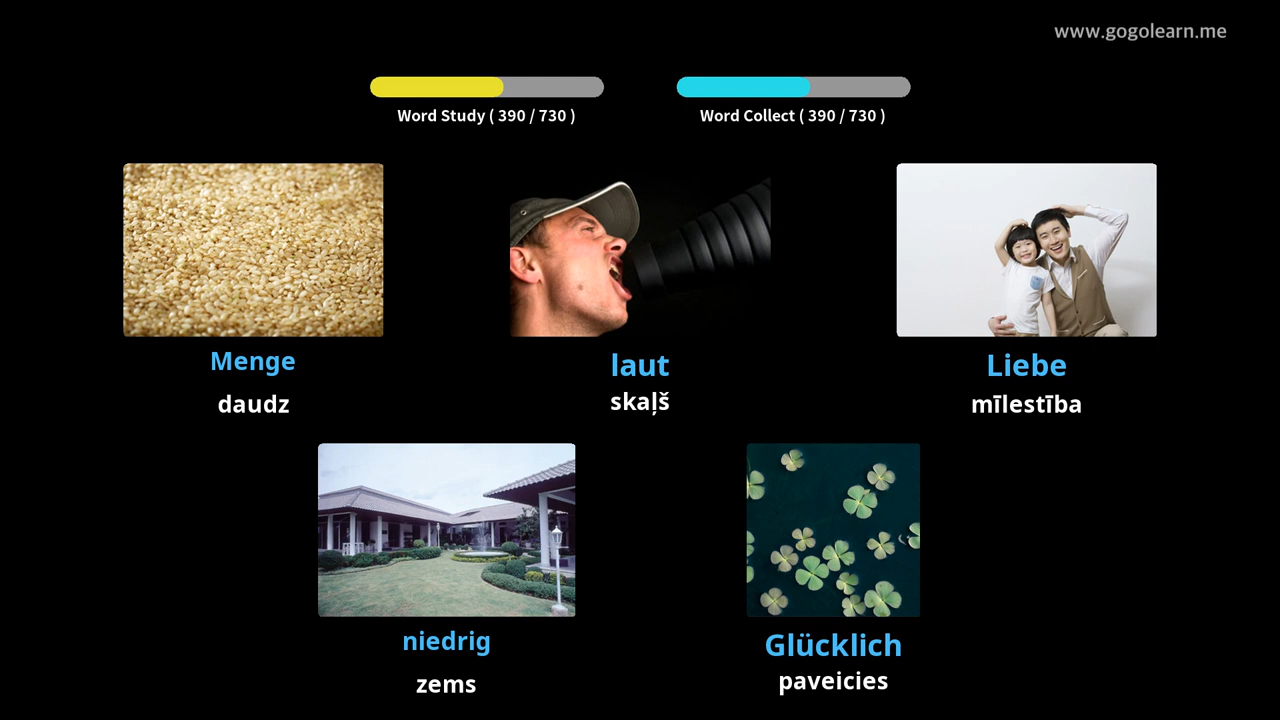 www.gogolearn.me
Word Study ( 390 / 730 )
Word Collect ( 390 / 730 )
Menge
daudz
laut
skaļš
Liebe
mīlestība
niedrig
zems
Glücklich
paveicies